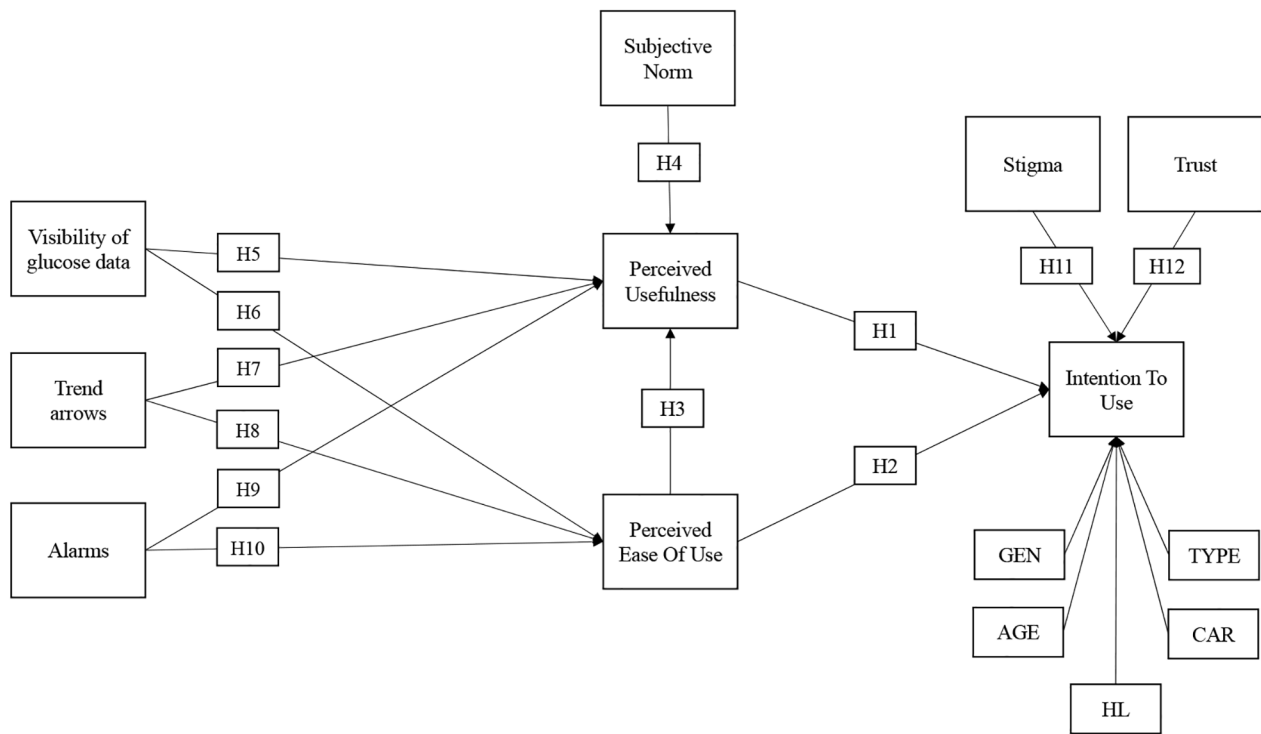 Subjective
Norm
H4
Stigma
Trust
H11
H12
Visibility of
glucose data
H5
H6
Perceived
Usefulness
H1
Trend
arrows
H7
H8
H3
Intention To
Use
H9
H2
Alarms
H10
Perceived
Ease Of Use
GEN
TYPE
AGE
CAR
HL